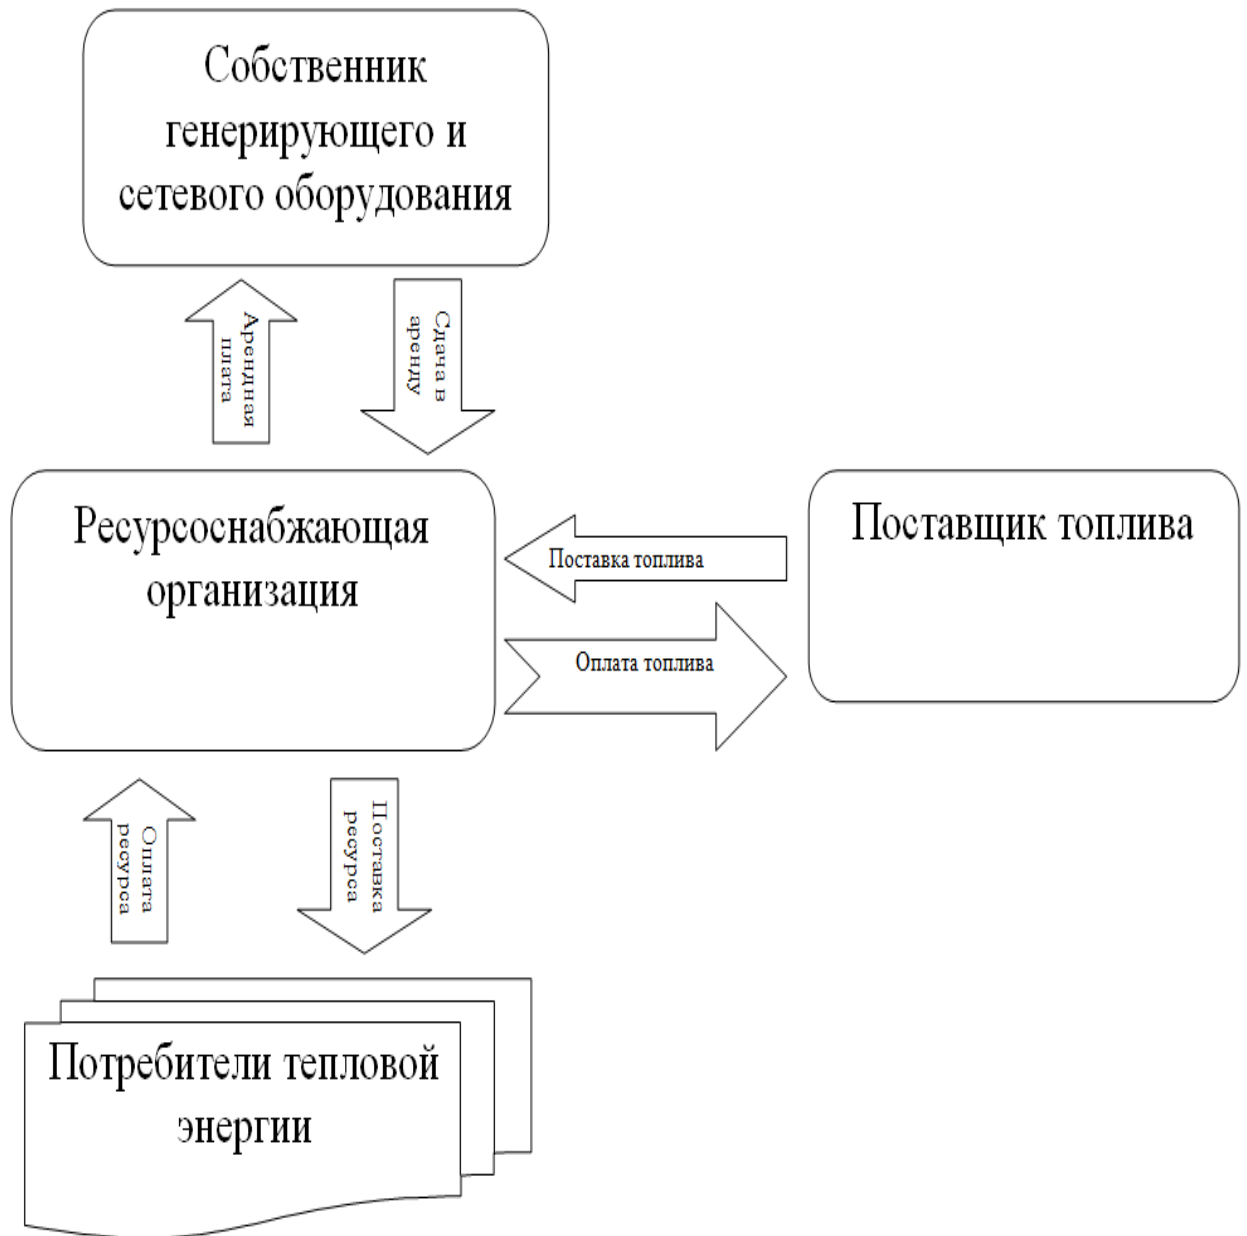 Собственник
генерирующего и
сетевого оборудования
Арендная
плата
Сдача в
аренду
Ресурсоснабжающая
организация
Поставка топлива
Оплата топлива
Поставщик топлива
Оплата
ресурса
Поставка
ресурса
Потребители тепловой
энергии